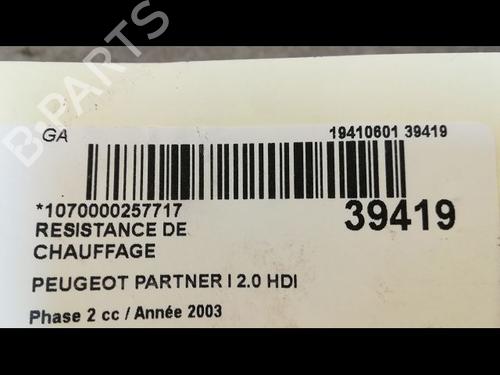 B-PARTS
GA
19410601 39419
*1070000257717
39419
RESISTANCE DE
CHAUFFAGE
PEUGEOT PARTNER I 2.0 HDI
Phase 2 cc / Année 2003